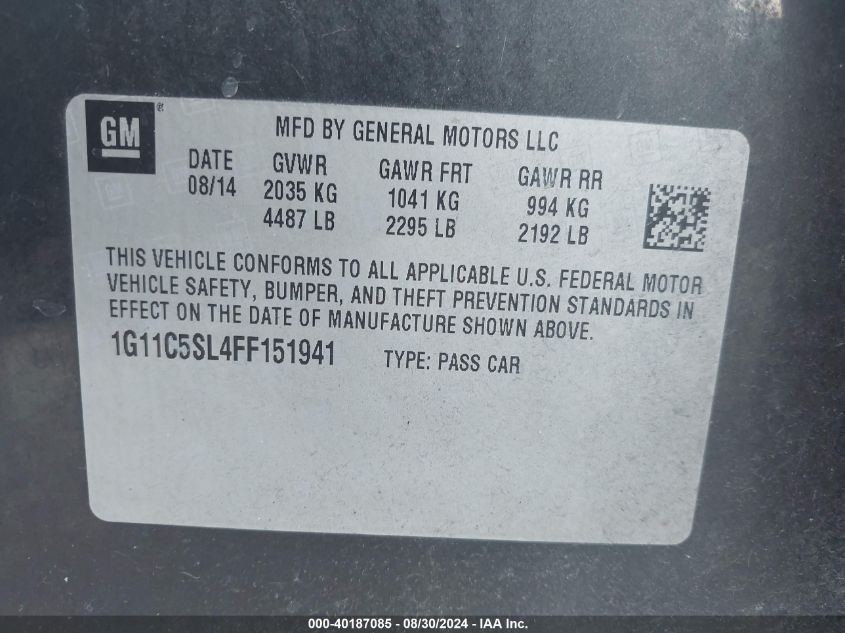 GM ®
MFD BY GENERAL MOTORS LLC
DATE GVWR GAWR FRT GAWR RR
08/14 2035 KG 1041 KG 994 KG
4487 LB 2295 LB 2192 LB
THIS VEHICLE CONFORMS TO ALL APPLICABLE U.S. FEDERAL MOTOR
VEHICLE SAFETY, BUMPER, AND THEFT PREVENTION STANDARDS IN
EFFECT ON THE DATE OF MANUFACTURE SHOWN ABOVE.
1G11C5SL4FF151941 TYPE: PASS CAR
000-40187085 - 08/30/2024 - IAA Inc.